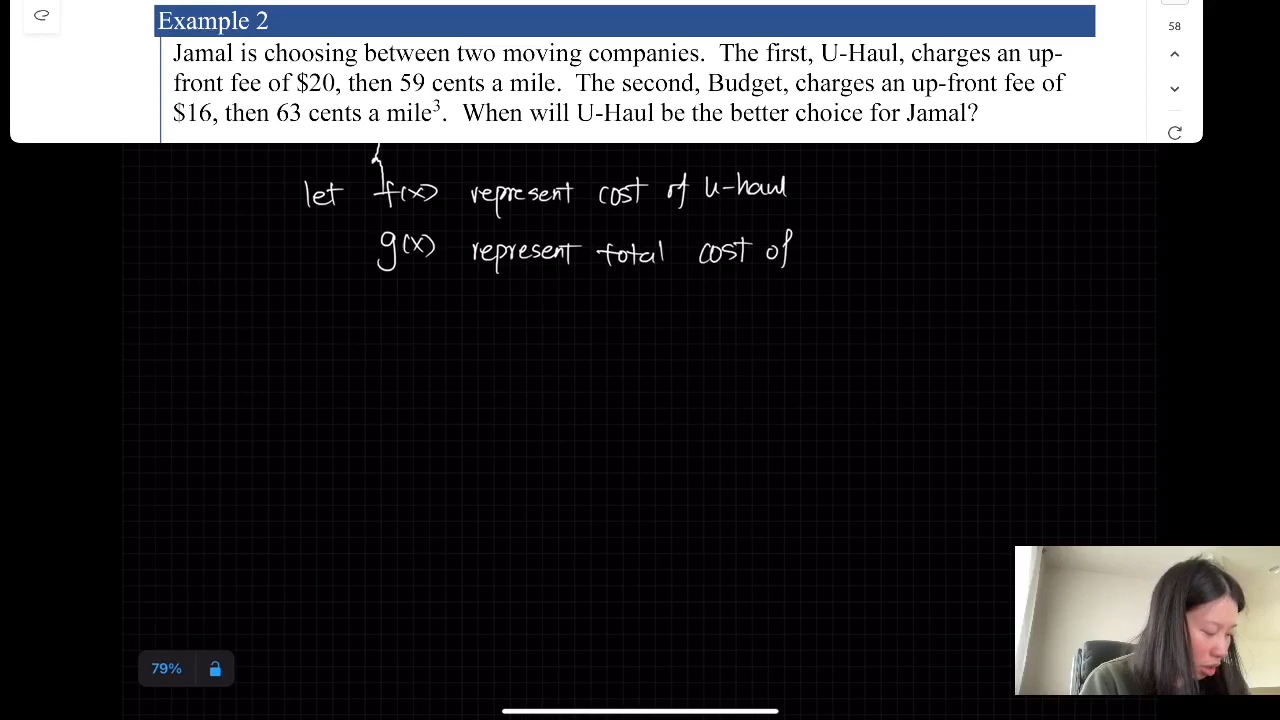 Example 2
58
Jamal is choosing between two moving companies. The first, U-Haul, charges an up-
front fee of $20, then 59 cents a mile. The second, Budget, charges an up-front fee of
$16, then 63 cents a mile³. When will U-Haul be the better choice for Jamal?
let f(x) represent cost of u-haul
g(x) represent total cost of
79%